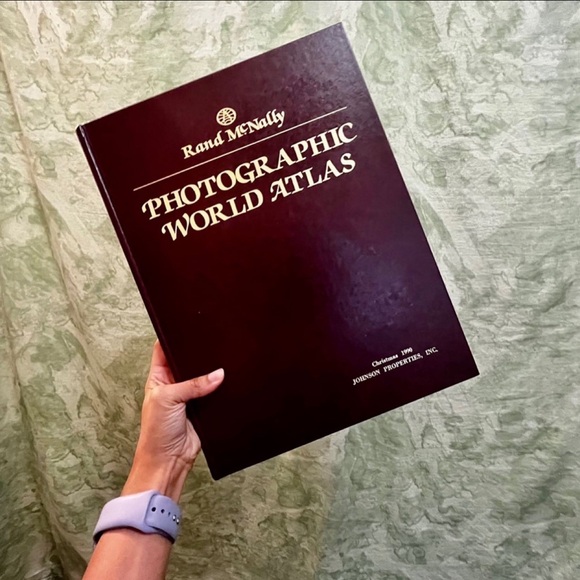 Rand McNally
PHOTOGRAPHIC
WORLD ATLAS
Christmas 1990
JOHNSON PROPERTIES, INC.